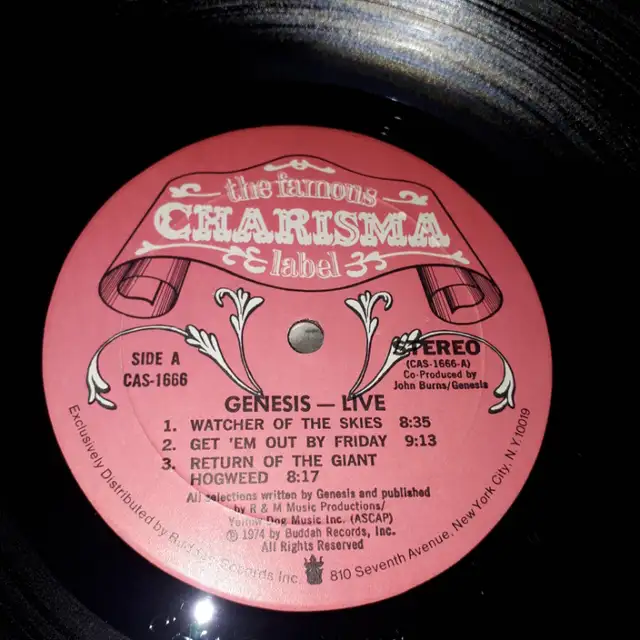 the famous
CHARISMA
label
SIDE A
CAS-1666
STEREO
(CAS-1666-A)
Co-Produced by
John Burns/Genesis
GENESIS — LIVE
1. WATCHER OF THE SKIES 8:35
2. GET 'EM OUT BY FRIDAY 9:13
3. RETURN OF THE GIANT
HOGWEED 8:17
All selections written by Genesis and published
by R & M Music Productions/
Yellow Dog Music Inc. (ASCAP)
℗ 1974 by Buddah Records, Inc.
All Rights Reserved
Exclusively Distributed by Buddah Records Inc. 810 Seventh Avenue, New York City, N.Y. 10019